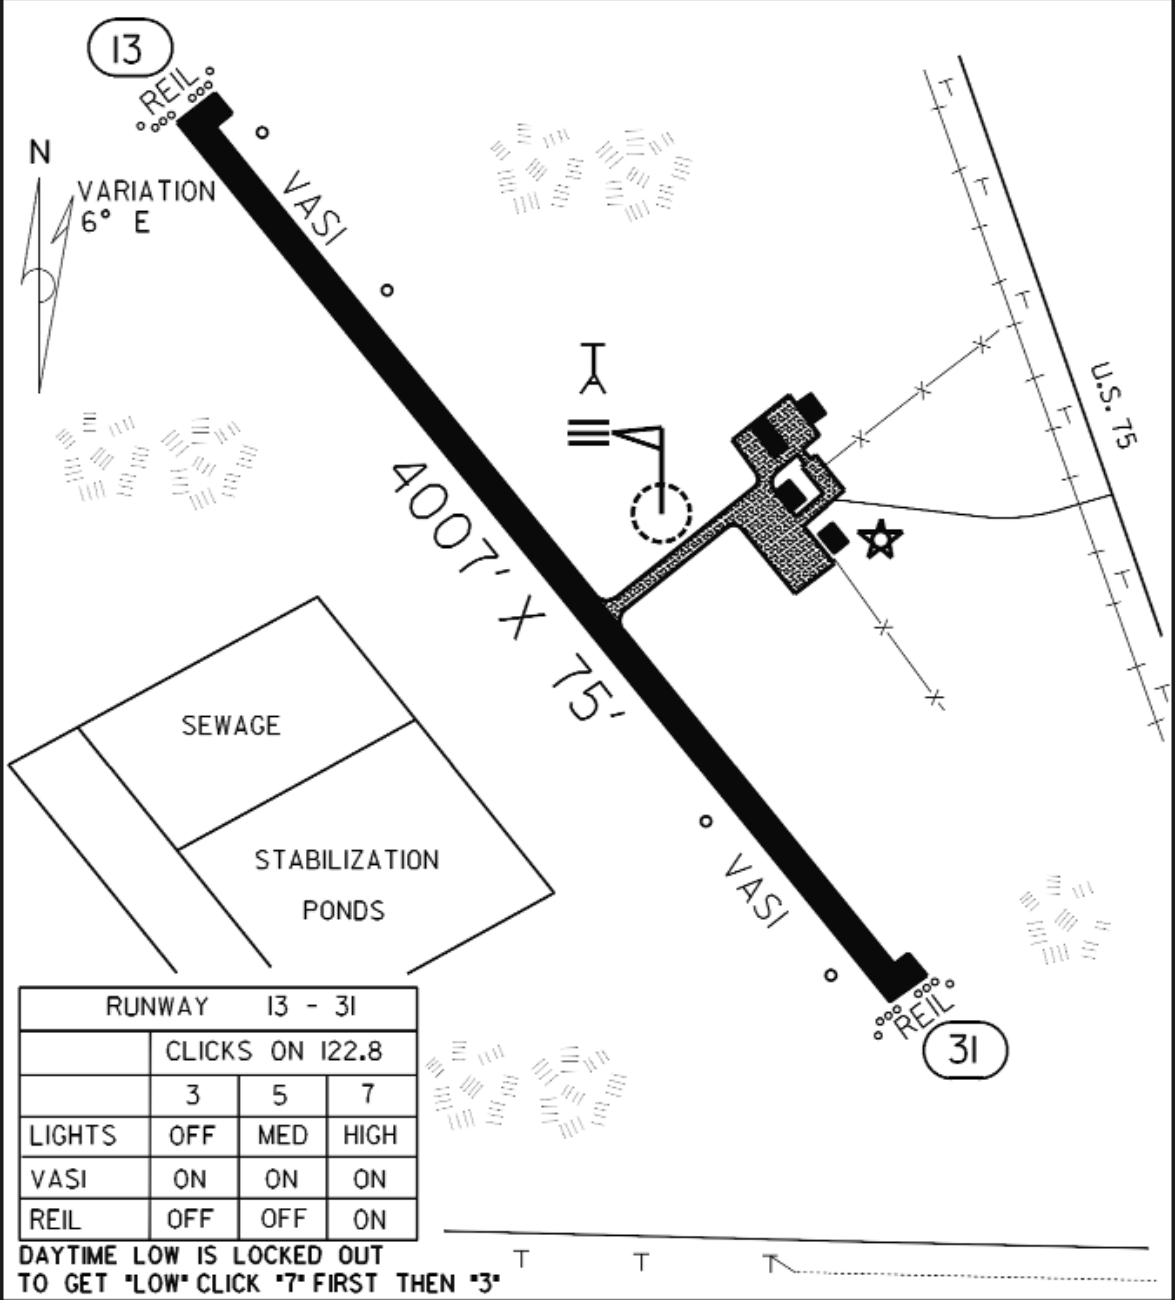 13
REIL
N
VARIATION
6° E
VASI
U.S. 75
4007' X 75'
SEWAGE
STABILIZATION
PONDS
VASI
REIL
31
RUNWAY 13 - 31
CLICKS ON 122.8
3 5 7
LIGHTS OFF MED HIGH
VASI ON ON ON
REIL OFF OFF ON
DAYTIME LOW IS LOCKED OUT
TO GET "LOW" CLICK "7" FIRST THEN "3"